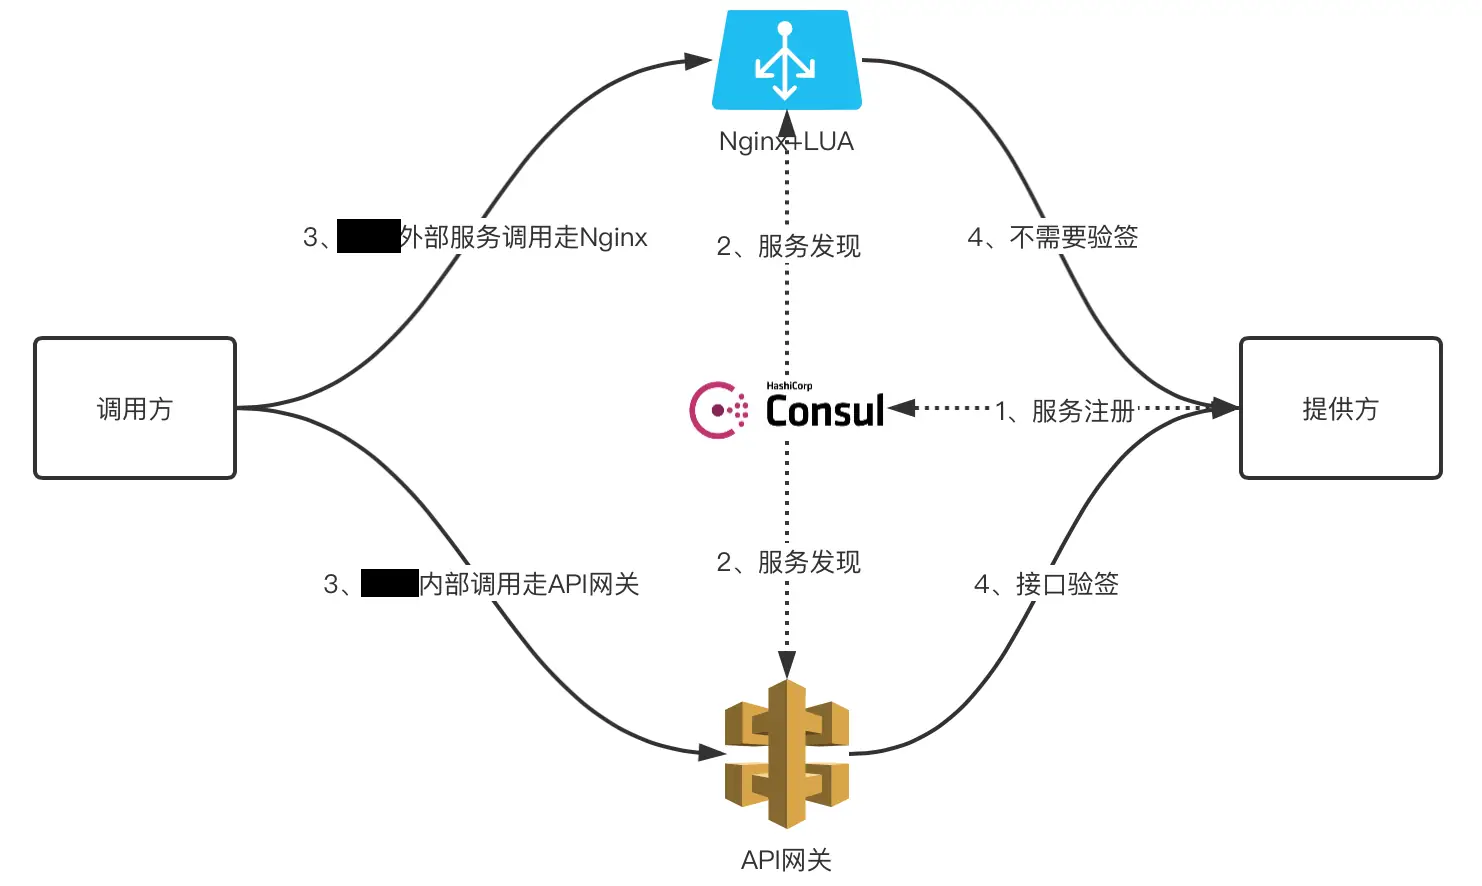 Nginx+LUA
3、外部服务调用走Nginx
2、服务发现
4、不需要验签
调用方
HashiCorp
Consul
1、服务注册
提供方
2、服务发现
3、内部调用走API网关
4、接口验签
API网关